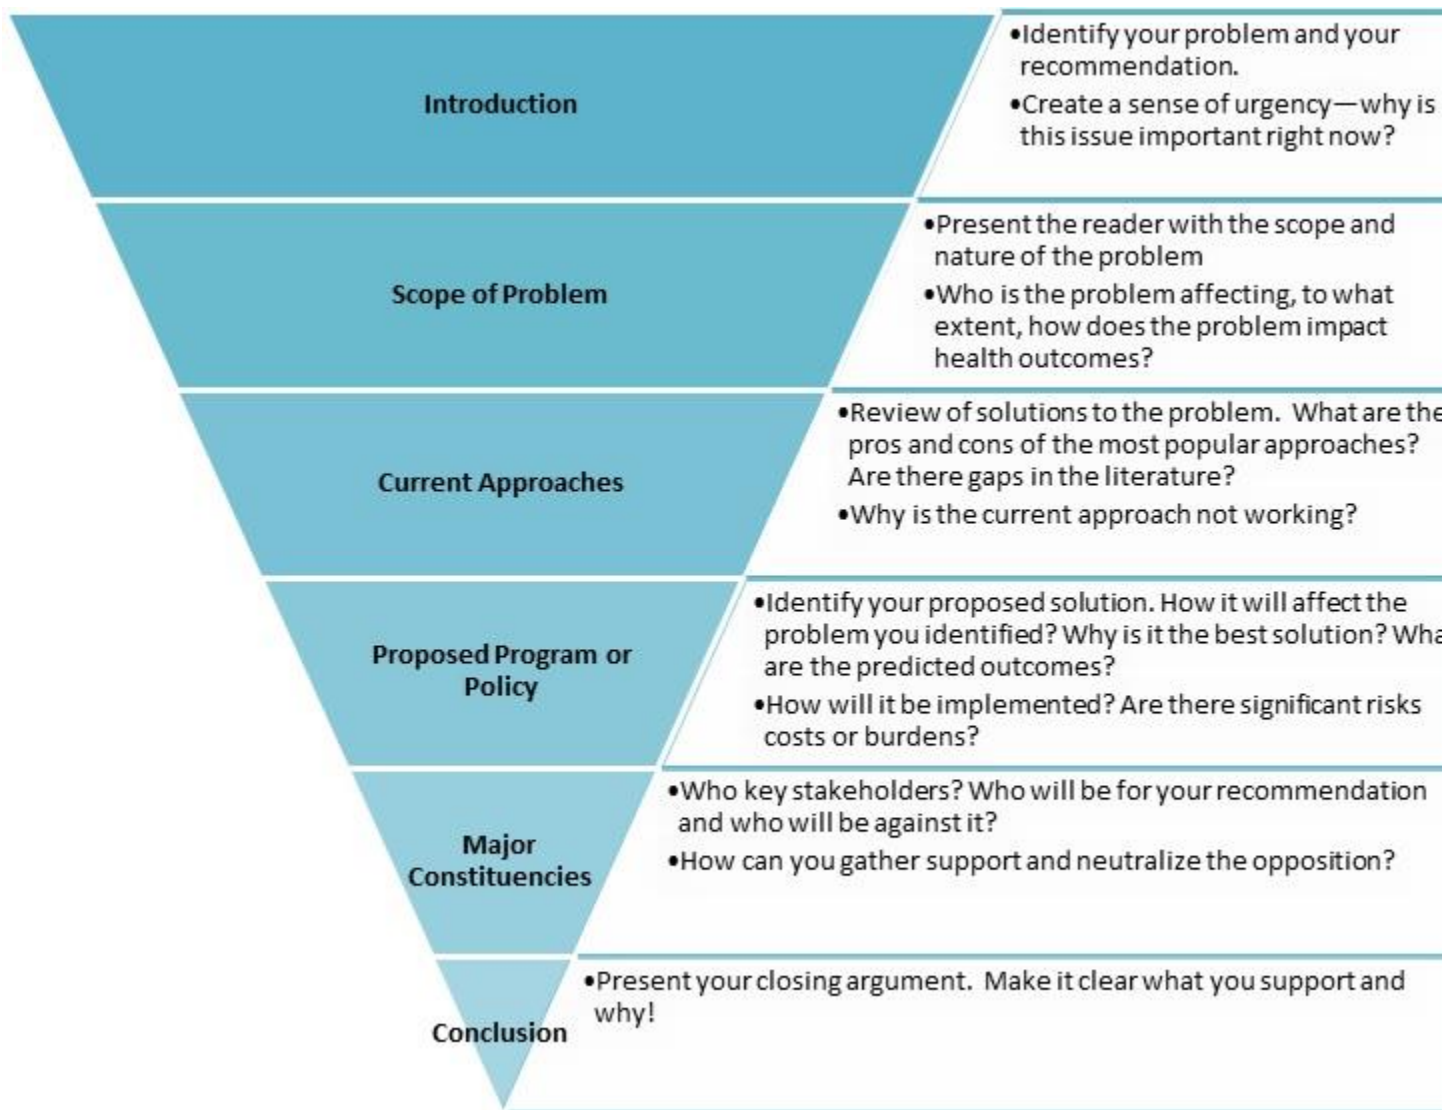 Introduction
•Identify your problem and your
recommendation.
•Create a sense of urgency—why is
this issue important right now?
Scope of Problem
•Present the reader with the scope and
nature of the problem
•Who is the problem affecting, to what
extent, how does the problem impact
health outcomes?
Current Approaches
•Review of solutions to the problem.  What are the
pros and cons of the most popular approaches?
Are there gaps in the literature?
•Why is the current approach not working?
Proposed Program or
Policy
•Identify your proposed solution. How it will affect the
problem you identified? Why is it the best solution? Wha
are the predicted outcomes?
•How will it be implemented? Are there significant risks
costs or burdens?
Major
Constituencies
•Who key stakeholders? Who will be for your recommendation
and who will be against it?
•How can you gather support and neutralize the opposition?
Conclusion
•Present your closing argument.  Make it clear what you support and
why!